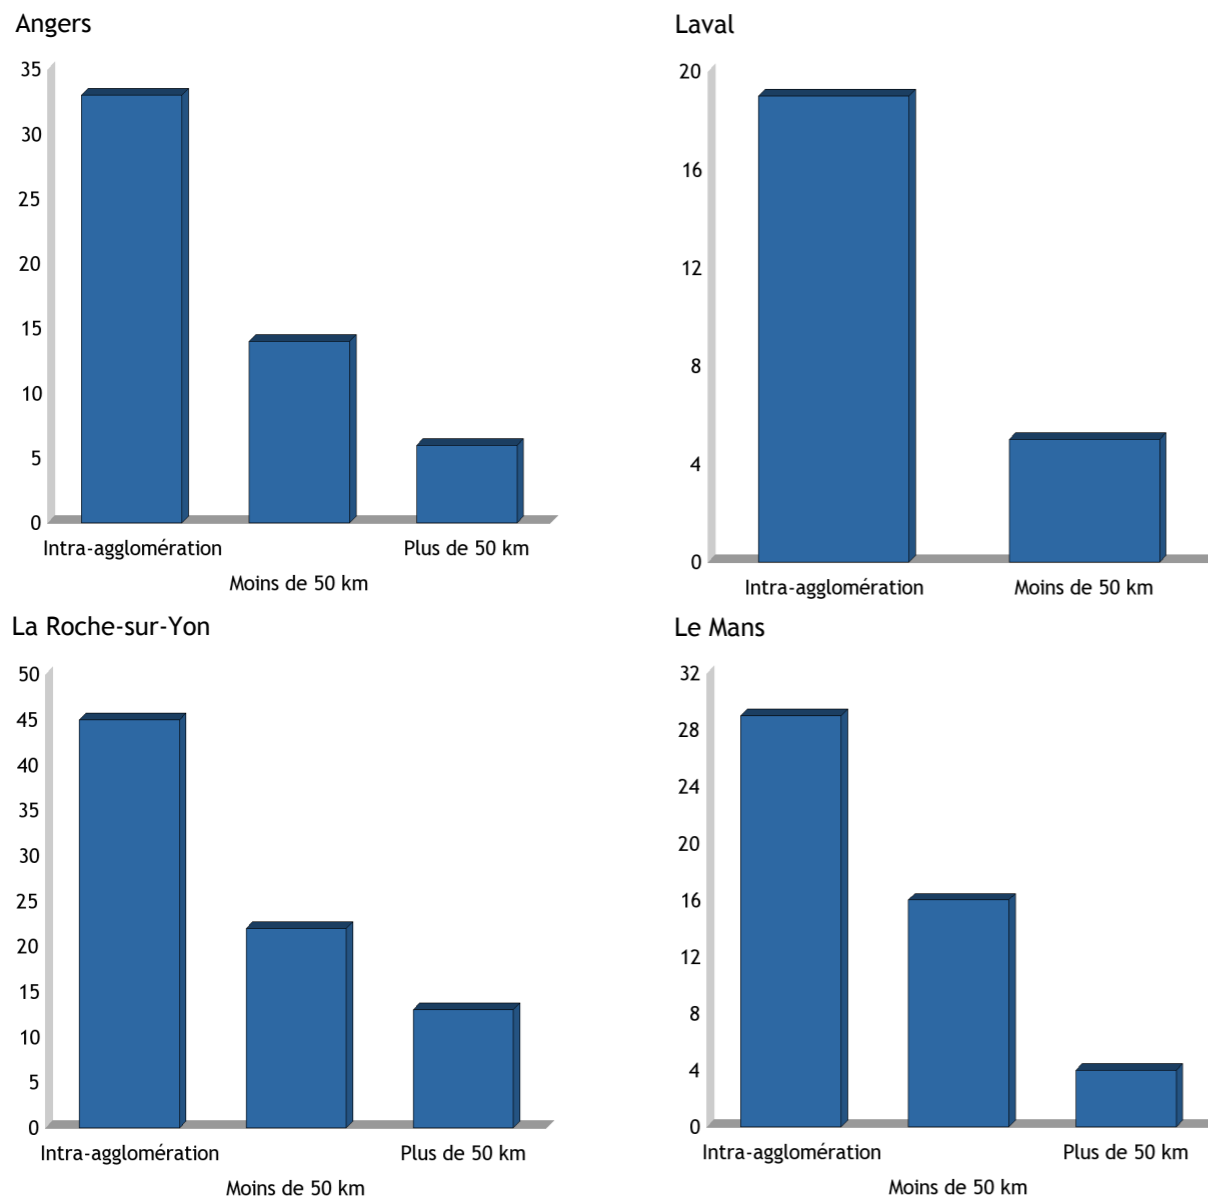 Angers
35
30
25
20
15
10
5
0
Intra-agglomération
Plus de 50 km
Moins de 50 km
Laval
20
16
12
8
4
0
Intra-agglomération
Moins de 50 km
La Roche-sur-Yon
50
45
40
35
30
25
20
15
10
5
0
Intra-agglomération
Plus de 50 km
Moins de 50 km
Le Mans
32
28
24
20
16
12
8
4
0
Intra-agglomération
Plus de 50 km
Moins de 50 km